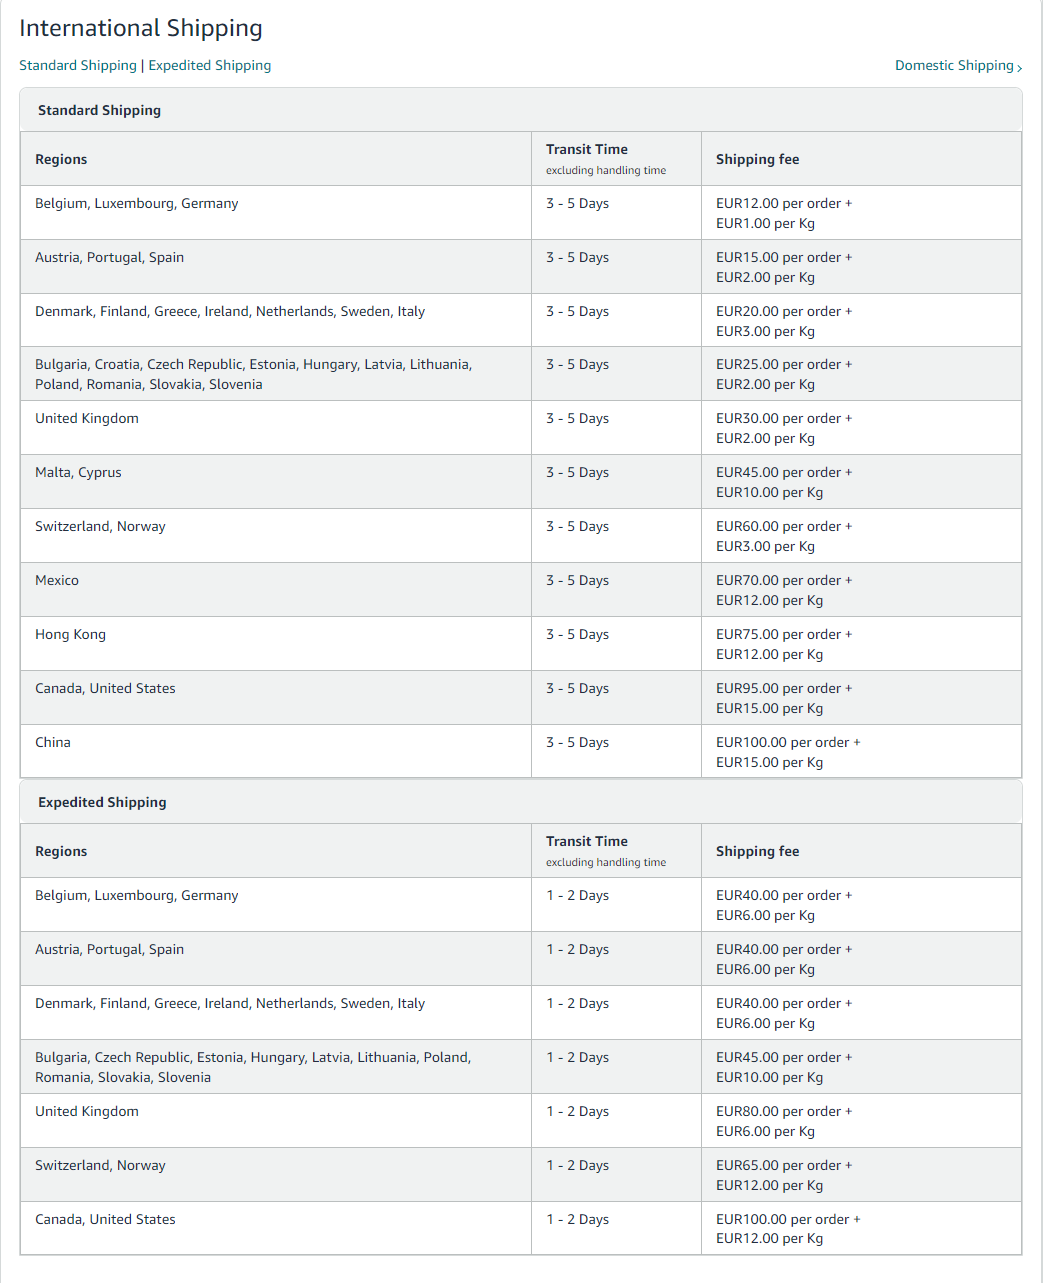 International Shipping
Standard Shipping | Expedited Shipping
Domestic Shipping ›
Standard Shipping
Regions
Transit Time
excluding handling time
Shipping fee
Belgium, Luxembourg, Germany
3 - 5 Days
EUR12.00 per order +
EUR1.00 per Kg
Austria, Portugal, Spain
3 - 5 Days
EUR15.00 per order +
EUR2.00 per Kg
Denmark, Finland, Greece, Ireland, Netherlands, Sweden, Italy
3 - 5 Days
EUR20.00 per order +
EUR3.00 per Kg
Bulgaria, Croatia, Czech Republic, Estonia, Hungary, Latvia, Lithuania,
Poland, Romania, Slovakia, Slovenia
3 - 5 Days
EUR25.00 per order +
EUR2.00 per Kg
United Kingdom
3 - 5 Days
EUR30.00 per order +
EUR2.00 per Kg
Malta, Cyprus
3 - 5 Days
EUR45.00 per order +
EUR10.00 per Kg
Switzerland, Norway
3 - 5 Days
EUR60.00 per order +
EUR3.00 per Kg
Mexico
3 - 5 Days
EUR70.00 per order +
EUR12.00 per Kg
Hong Kong
3 - 5 Days
EUR75.00 per order +
EUR12.00 per Kg
Canada, United States
3 - 5 Days
EUR95.00 per order +
EUR15.00 per Kg
China
3 - 5 Days
EUR100.00 per order +
EUR15.00 per Kg
Expedited Shipping
Regions
Transit Time
excluding handling time
Shipping fee
Belgium, Luxembourg, Germany
1 - 2 Days
EUR40.00 per order +
EUR6.00 per Kg
Austria, Portugal, Spain
1 - 2 Days
EUR40.00 per order +
EUR6.00 per Kg
Denmark, Finland, Greece, Ireland, Netherlands, Sweden, Italy
1 - 2 Days
EUR40.00 per order +
EUR6.00 per Kg
Bulgaria, Czech Republic, Estonia, Hungary, Latvia, Lithuania, Poland,
Romania, Slovakia, Slovenia
1 - 2 Days
EUR45.00 per order +
EUR10.00 per Kg
United Kingdom
1 - 2 Days
EUR80.00 per order +
EUR6.00 per Kg
Switzerland, Norway
1 - 2 Days
EUR65.00 per order +
EUR12.00 per Kg
Canada, United States
1 - 2 Days
EUR100.00 per order +
EUR12.00 per Kg